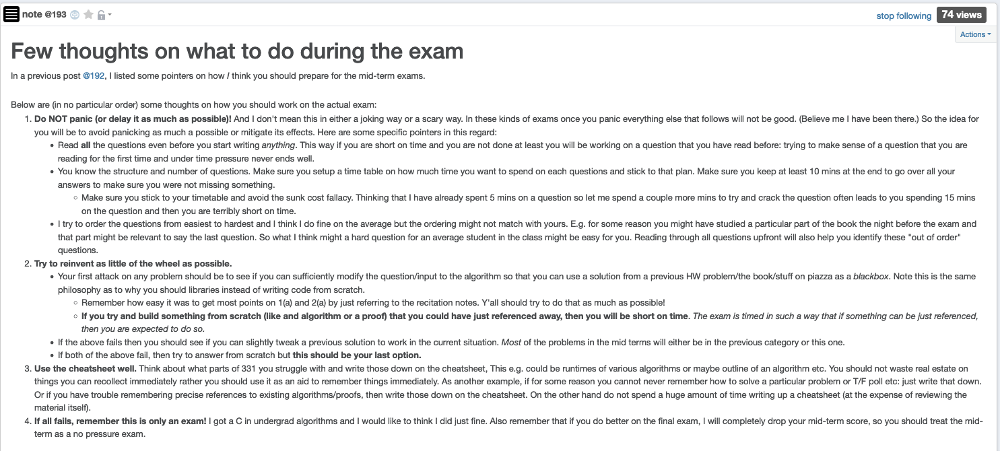 note @193
stop following 74 views
Actions
Few thoughts on what to do during the exam
In a previous post @192, I listed some pointers on how I think you should prepare for the mid-term exams.
Below are (in no particular order) some thoughts on how you should work on the actual exam:
1. Do NOT panic (or delay it as much as possible)! And I don't mean this in either a joking way or a scary way. In these kinds of exams once you panic everything else that follows will not be good. (Believe me I have been there.) So the idea for
you will be to avoid panicking as much a possible or mitigate its effects. Here are some specific pointers in this regard:
• Read all the questions even before you start writing anything. This way if you are short on time and you are not done at least you will be working on a question that you have read before: trying to make sense of a question that you are
reading for the first time and under time pressure never ends well.
• You know the structure and number of questions. Make sure you setup a time table on how much time you want to spend on each questions and stick to that plan. Make sure you keep at least 10 mins at the end to go over all your
answers to make sure you were not missing something.
◦ Make sure you stick to your timetable and avoid the sunk cost fallacy. Thinking that I have already spent 5 mins on a question so let me spend a couple more mins to try and crack the question often leads to you spending 15 mins
on the question and then you are terribly short on time.
• I try to order the questions from easiest to hardest and I think I do fine on the average but the ordering might not match with yours. E.g. for some reason you might have studied a particular part of the book the night before the exam and
that part might be relevant to say the last question. So what I think might a hard question for an average student in the class might be easy for you. Reading through all questions upfront will also help you identify these "out of order"
questions.
2. Try to reinvent as little of the wheel as possible.
• Your first attack on any problem should be to see if you can sufficiently modify the question/input to the algorithm so that you can use a solution from a previous HW problem/the book/stuff on piazza as a blackbox. Note this is the same
philosophy as to why you should libraries instead of writing code from scratch.
◦ Remember how easy it was to get most points on 1(a) and 2(a) by just referring to the recitation notes. Y'all should try to do that as much as possible!
◦ If you try and build something from scratch (like and algorithm or a proof) that you could have just referenced away, then you will be short on time. The exam is timed in such a way that if something can be just referenced,
then you are expected to do so.
• If the above fails then you should see if you can slightly tweak a previous solution to work in the current situation. Most of the problems in the mid terms will either be in the previous category or this one.
• If both of the above fail, then try to answer from scratch but this should be your last option.
3. Use the cheatsheet well. Think about what parts of 331 you struggle with and write those down on the cheatsheet, This e.g. could be runtimes of various algorithms or maybe outline of an algorithm etc. You should not waste real estate on
things you can recollect immediately rather you should use it as an aid to remember things immediately. As another example, if for some reason you cannot never remember how to solve a particular problem or T/F poll etc: just write that down.
Or if you have trouble remembering precise references to existing algorithms/proofs, then write those down on the cheatsheet. On the other hand do not spend a huge amount of time writing up a cheatsheet (at the expense of reviewing the
material itself).
4. If all fails, remember this is only an exam! I got a C in undergrad algorithms and I would like to think I did just fine. Also remember that if you do better on the final exam, I will completely drop your mid-term score, so you should treat the mid-
term as a no pressure exam.